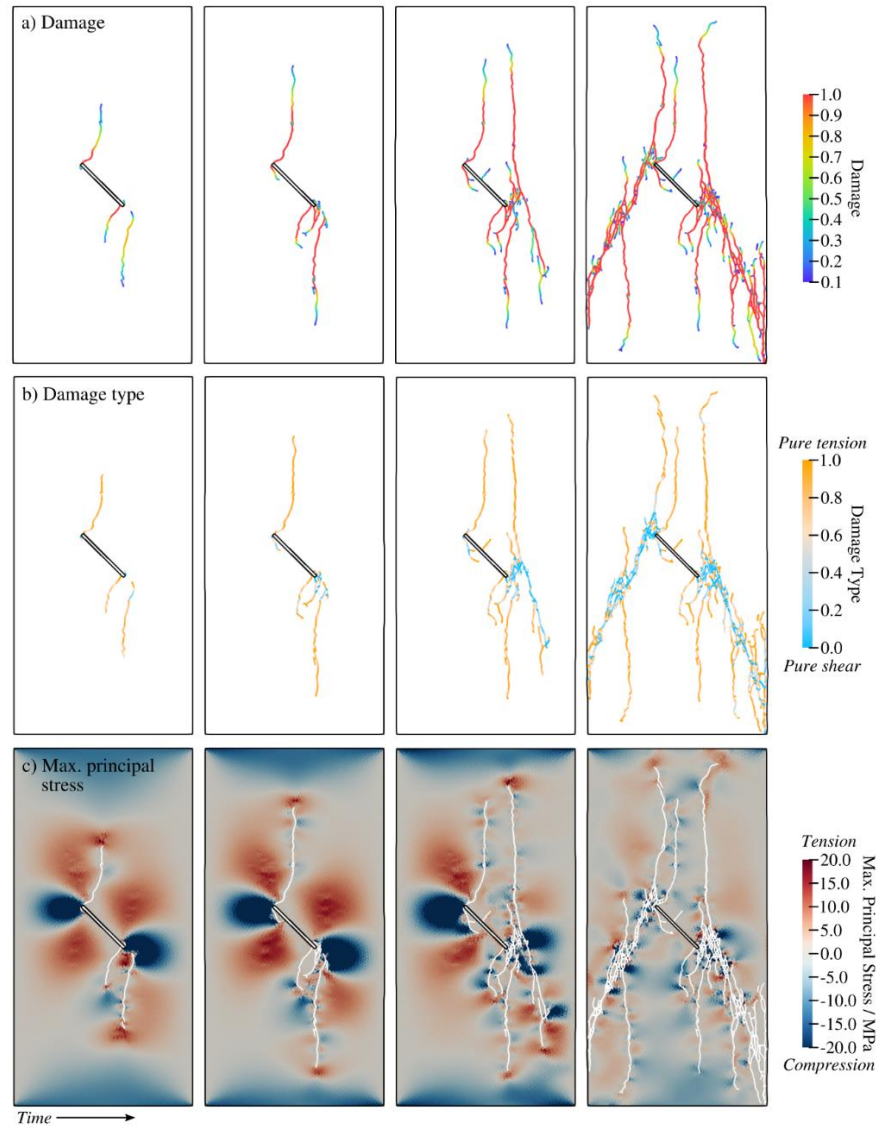 a) Damage
1.0
0.9
0.8
0.7
0.6
0.5
0.4
0.3
0.2
0.1
Damage
b) Damage type
Pure tension
1.0
0.8
0.6
0.4
0.2
0.0
Pure shear
Damage Type
c) Max. principal
stress
Tension
20.0
15.0
10.0
5.0
0.0
-5.0
-10.0
-15.0
-20.0
Compression
Max. Principal Stress / MPa
Time